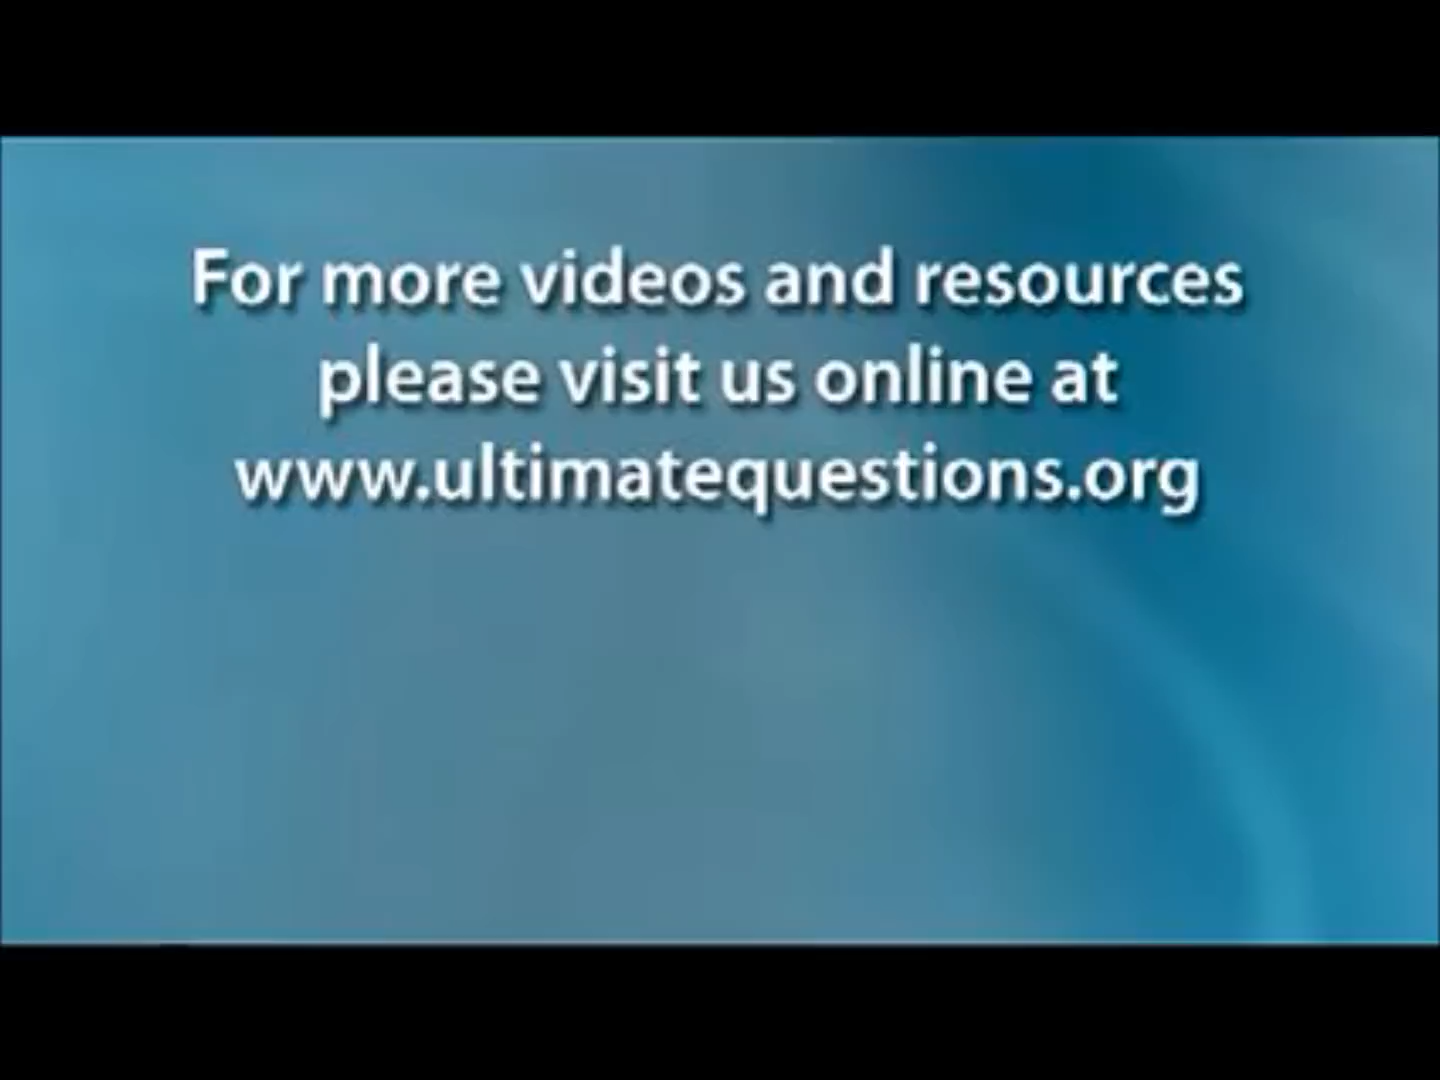 For more videos and resources
please visit us online at
www.ultimatequestions.org